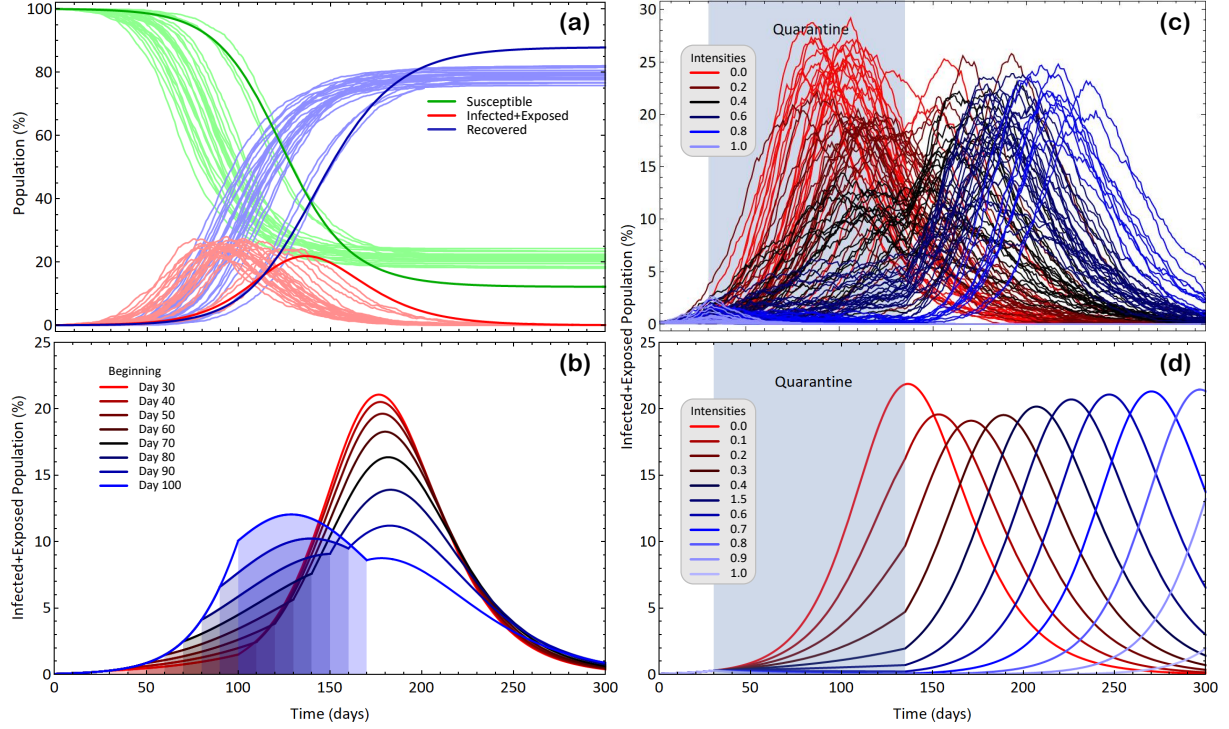 (a)
100
80
60
40
20
0
Population (%)
Susceptible
Infected+Exposed
Recovered
(c)
Quarantine
Intensities
0.0
0.2
0.4
0.6
0.8
1.0
30
25
20
15
10
5
0
Infected+Exposed Population (%)
(b)
25
20
15
10
5
0
Infected+Exposed Population (%)
Beginning
Day 30
Day 40
Day 50
Day 60
Day 70
Day 80
Day 90
Day 100
0 50 100 150 200 250 300
Time (days)
(d)
Quarantine
25
20
15
10
5
0
Intensities
0.0
0.1
0.2
0.3
0.4
1.5
0.6
0.7
0.8
0.9
1.0
0 50 100 150 200 250 300
Time (days)